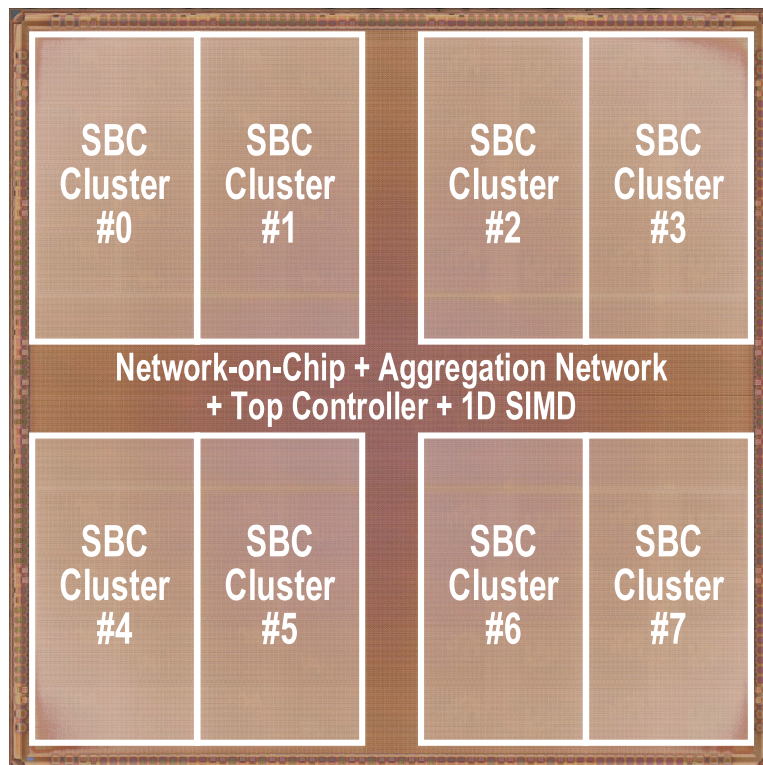 SBC
Cluster
#0
SBC
Cluster
#1
SBC
Cluster
#2
SBC
Cluster
#3
Network-on-Chip + Aggregation Network
+ Top Controller + 1D SIMD
SBC
Cluster
#4
SBC
Cluster
#5
SBC
Cluster
#6
SBC
Cluster
#7